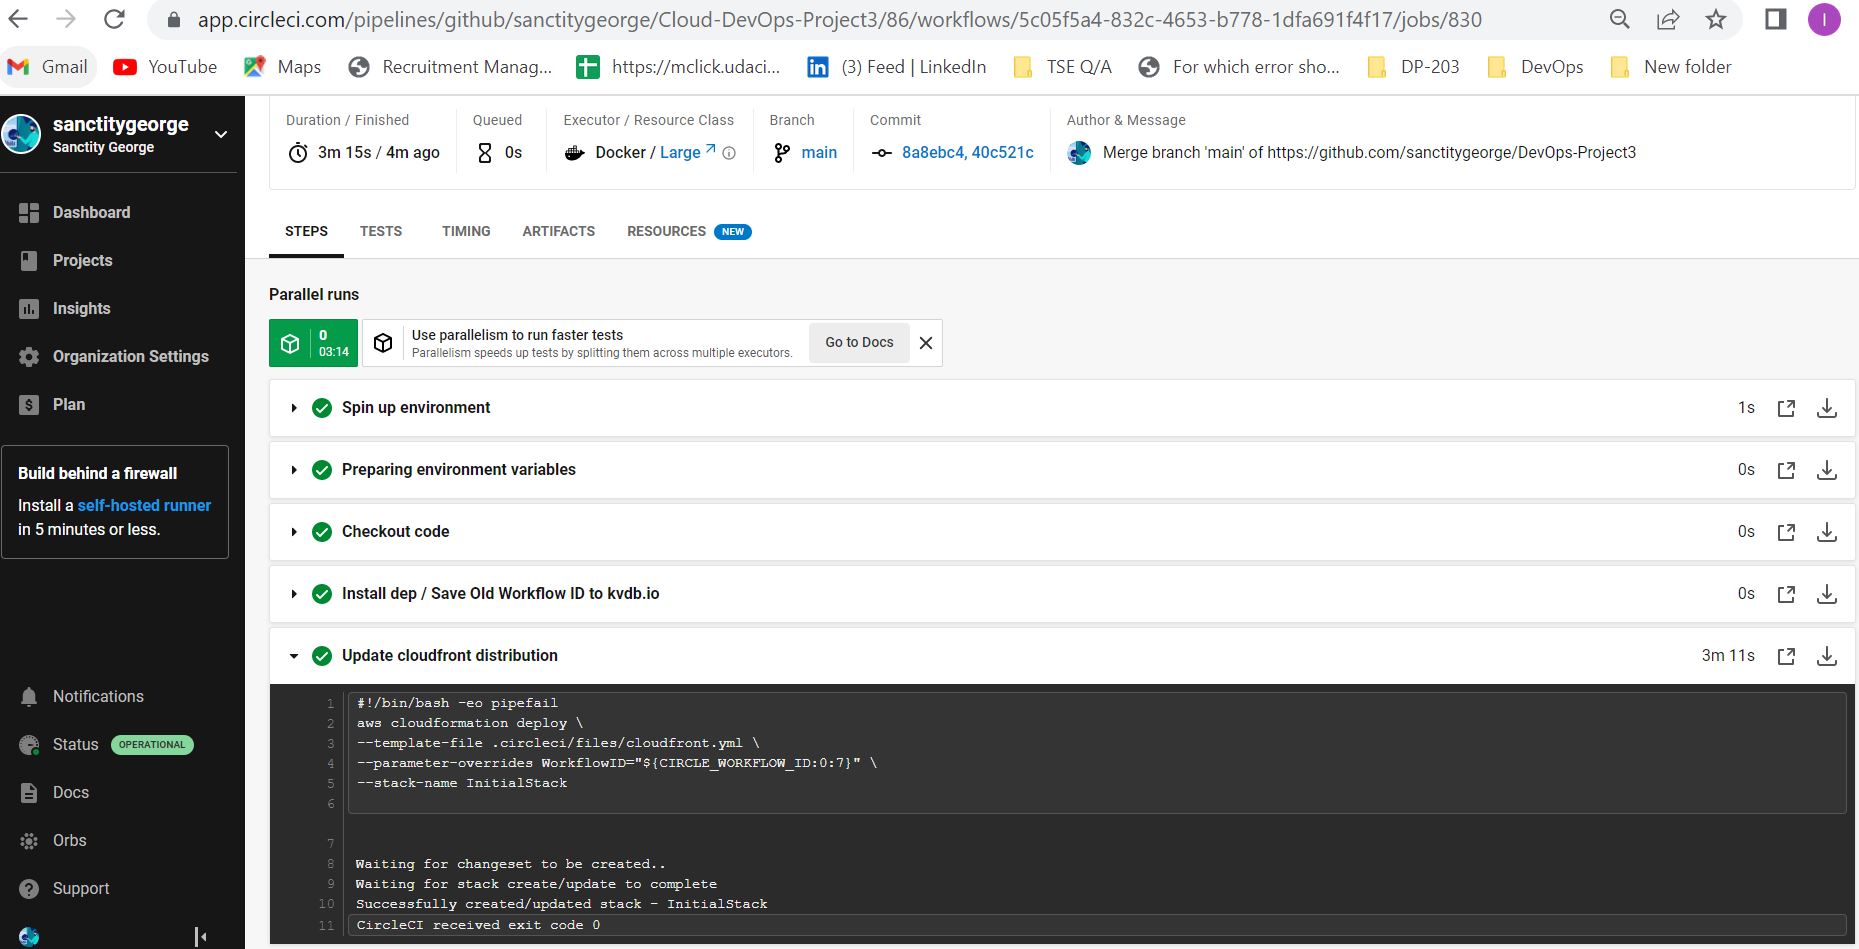 app.circleci.com/pipelines/github/sanctitygeorge/Cloud-DevOps-Project3/86/workflows/5c05f5a4-832c-4653-b778-1dfa691f4f17/jobs/830
I
Gmail YouTube Maps Recruitment Manag... https://mclick.udaci... (3) Feed | LinkedIn TSE Q/A For which error sho... DP-203 DevOps New folder
sanctitygeorge
Sanctity George
Dashboard
Projects
Insights
Organization Settings
Plan
Build behind a firewall
Install a self-hosted runner
in 5 minutes or less.
Notifications
Status OPERATIONAL
Docs
Orbs
Support
Duration / Finished Queued Executor / Resource Class Branch Commit Author & Message
3m 15s / 4m ago 0s Docker / Large main 8a8ebc4, 40c521c Merge branch 'main' of https://github.com/sanctitygeorge/DevOps-Project3
STEPS TESTS TIMING ARTIFACTS RESOURCES NEW
Parallel runs
0
03:14
Use parallelism to run faster tests
Parallelism speeds up tests by splitting them across multiple executors.
Go to Docs
Spin up environment 1s
Preparing environment variables 0s
Checkout code 0s
Install dep / Save Old Workflow ID to kvdb.io 0s
Update cloudfront distribution 3m 11s
1 #!/bin/bash -eo pipefail
2 aws cloudformation deploy \
3 --template-file .circleci/files/cloudfront.yml \
4 --parameter-overrides WorkflowID="${CIRCLE_WORKFLOW_ID:0:7}" \
5 --stack-name InitialStack
6
7
8 Waiting for changeset to be created..
9 Waiting for stack create/update to complete
10 Successfully created/updated stack - InitialStack
11 CircleCI received exit code 0